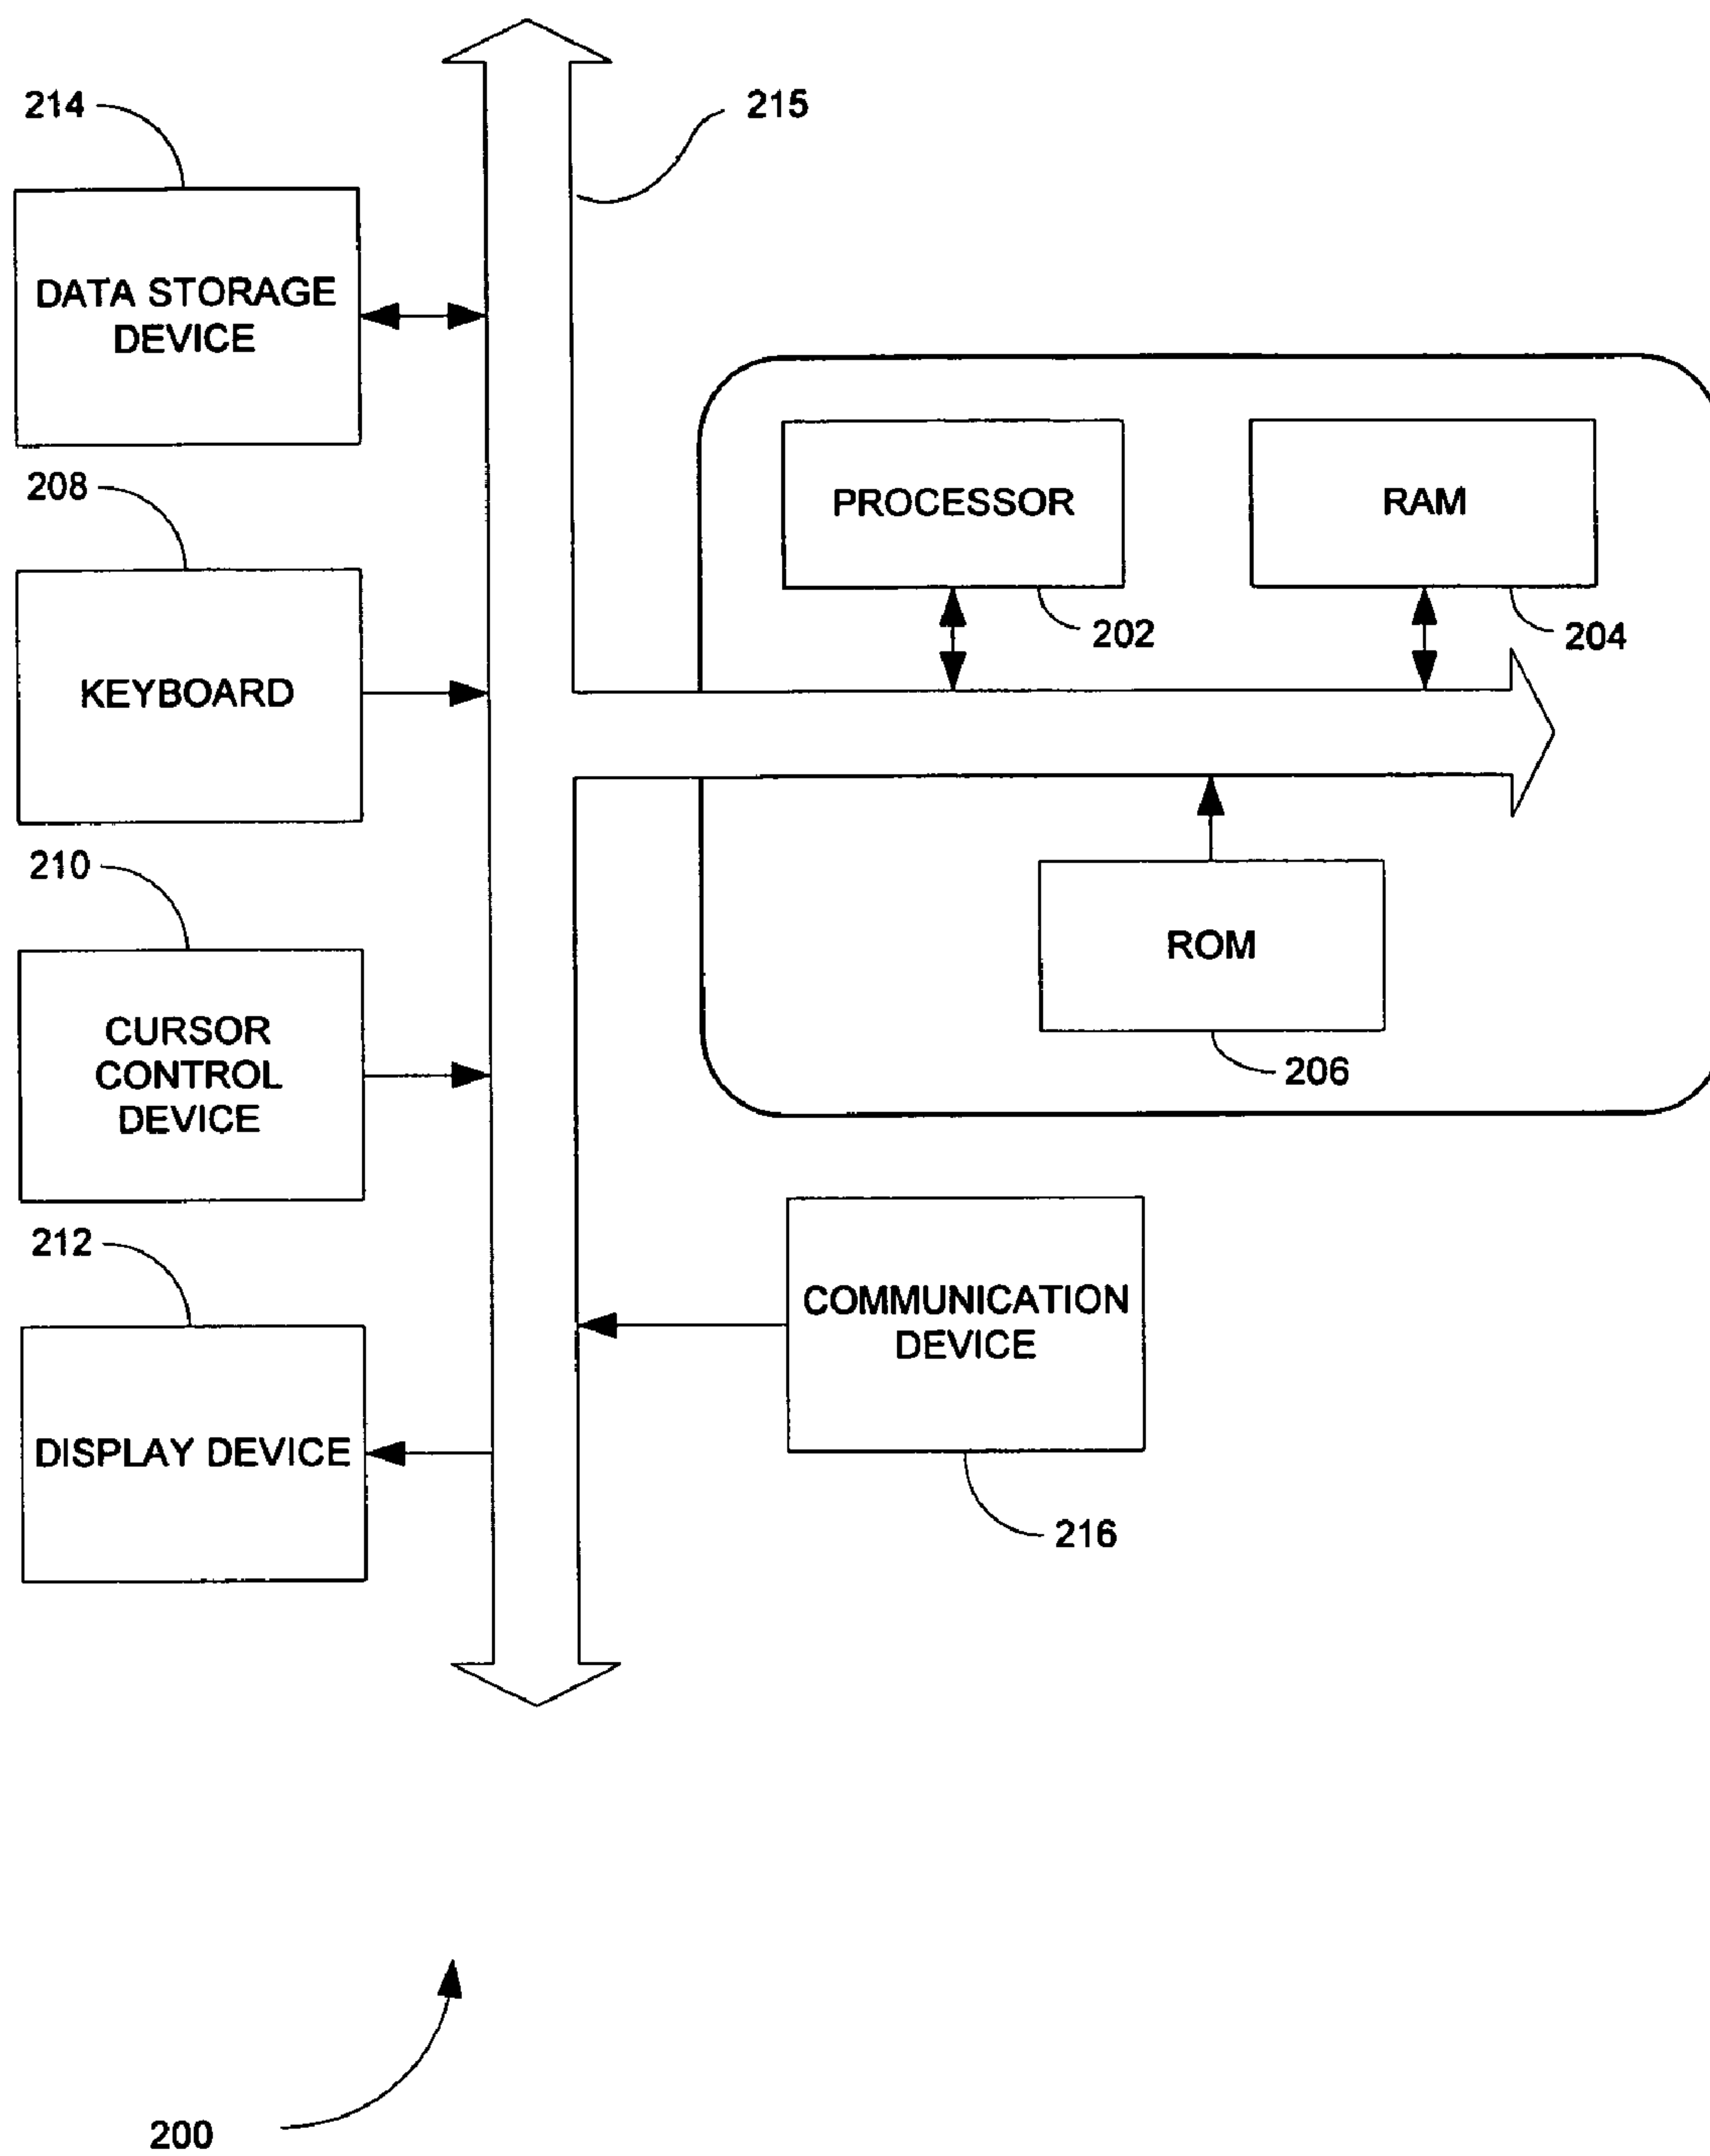 214
215
DATA STORAGE
DEVICE
208
PROCESSOR
RAM
202
204
KEYBOARD
210
ROM
CURSOR
CONTROL
DEVICE
206
212
COMMUNICATION
DEVICE
DISPLAY DEVICE
216
200